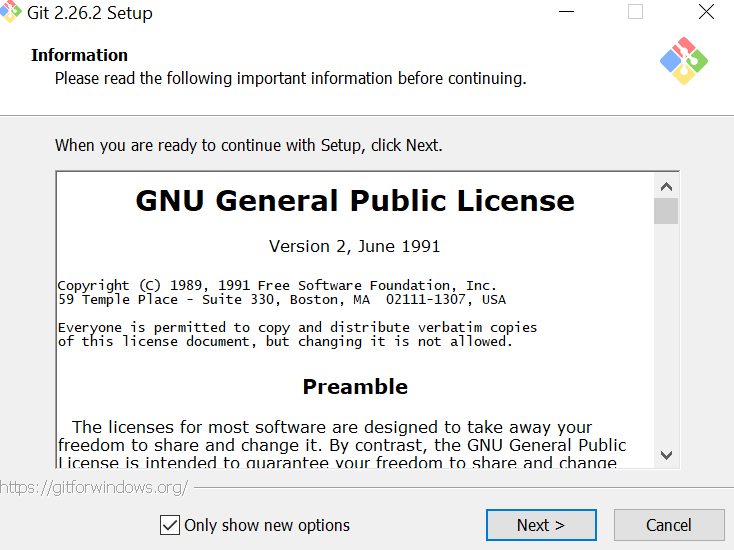 Git 2.26.2 Setup
Information
Please read the following important information before continuing.
When you are ready to continue with Setup, click Next.
GNU General Public License
Version 2, June 1991
Copyright (C) 1989, 1991 Free Software Foundation, Inc.
59 Temple Place - Suite 330, Boston, MA  02111-1307, USA
Everyone is permitted to copy and distribute verbatim copies
of this license document, but changing it is not allowed.
Preamble
The licenses for most software are designed to take away your
freedom to share and change it. By contrast, the GNU General Public
License is intended to guarantee your freedom to share and change
https://gitforwindows.org/
Only show new options
Next >
Cancel